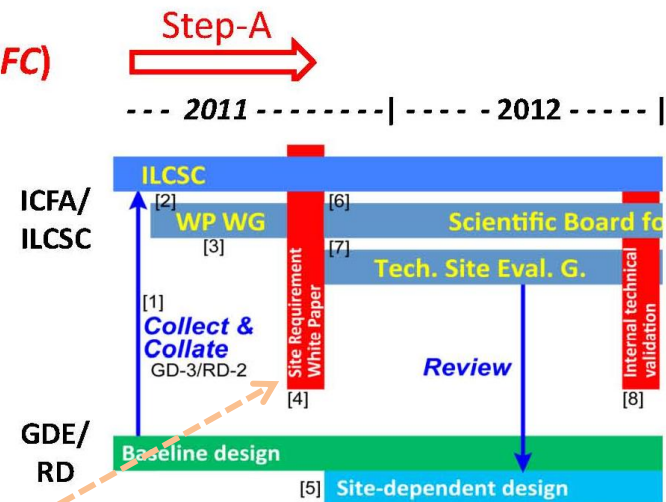 Step-A
FC)
--- 2011 --------|------2012-----|
ILCSC
ICFA/
ILCSC
[2]
WP WG
[3]
[6]
Scientific Board fo
[7]
Tech. Site Eval. G.
[1]
Collect &
Collate
GD-3/RD-2
Site Requirement
White Paper
[4]
Review
Internal technical
validation
[8]
GDE/
RD
Baseline design
[5]
Site-dependent design